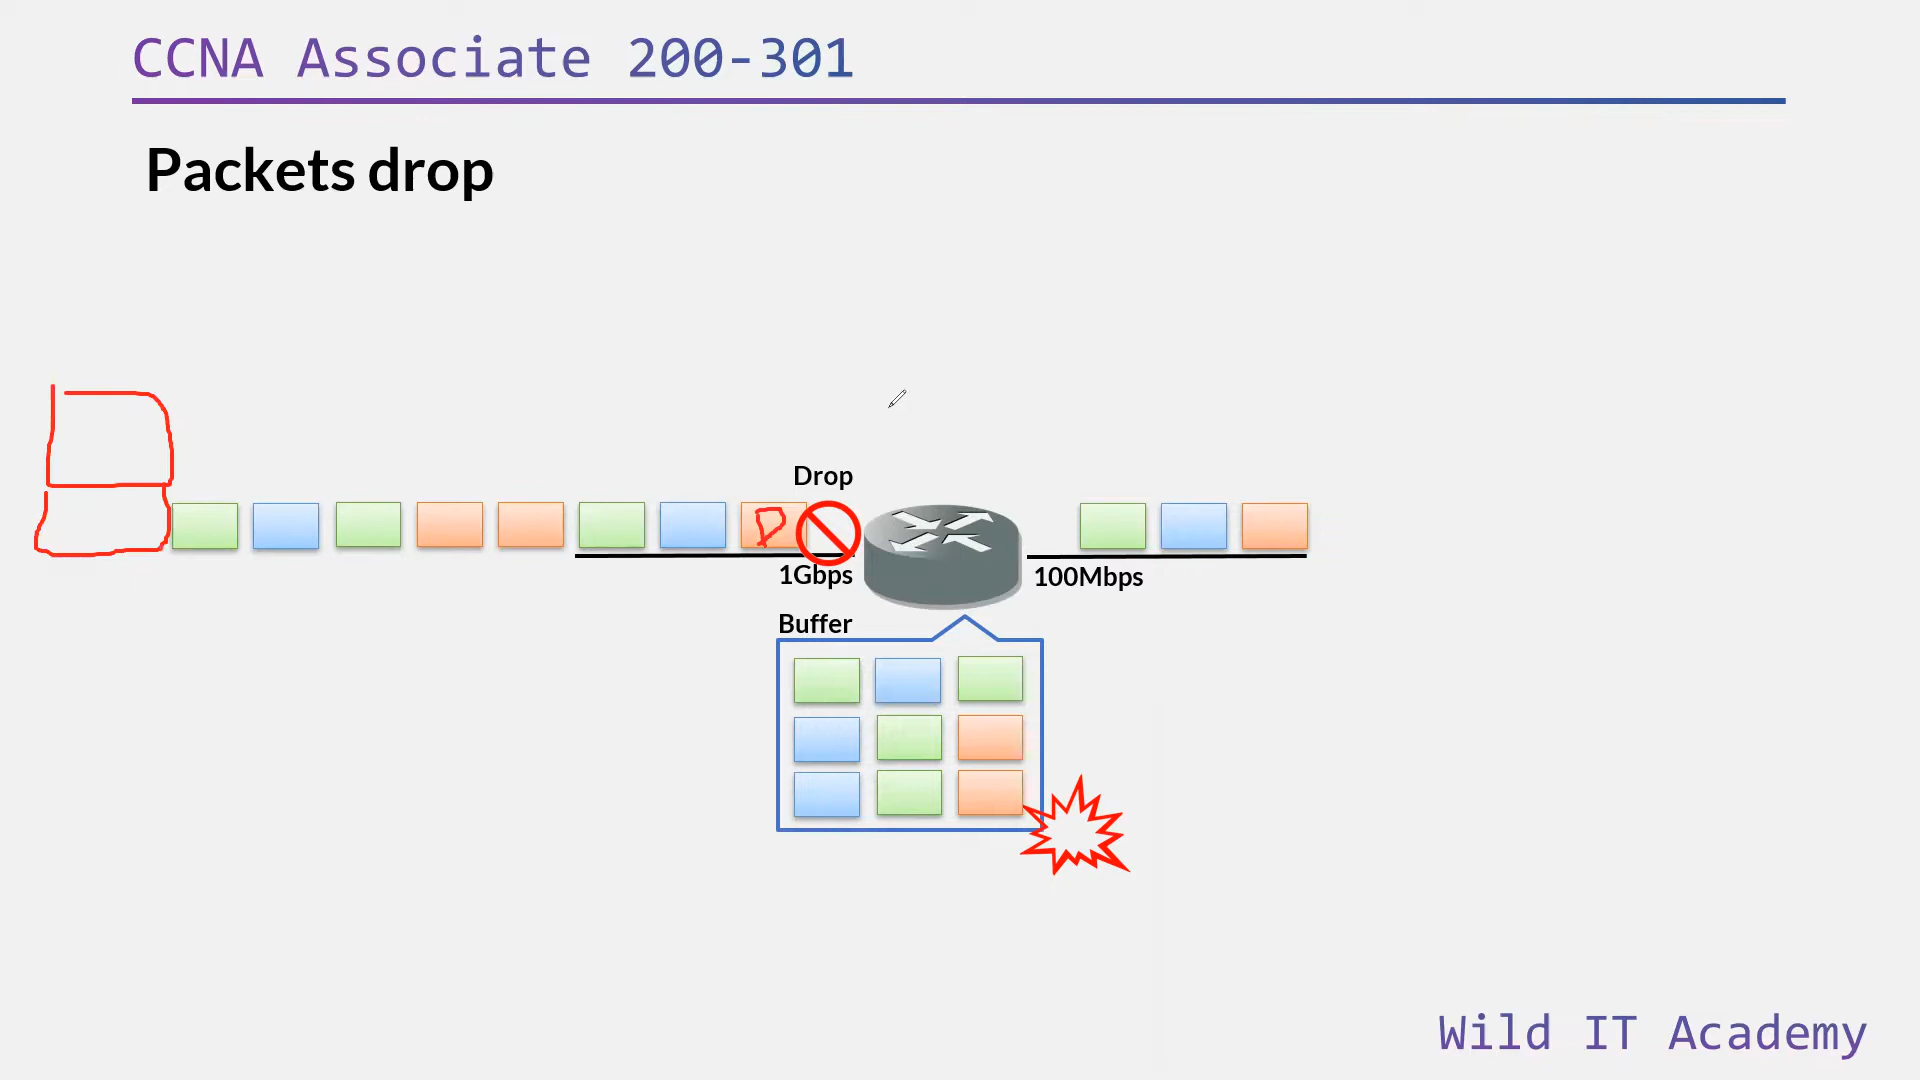 CCNA Associate 200-301
Packets drop
Drop
P
1Gbps
100Mbps
Buffer
Wild IT Academy